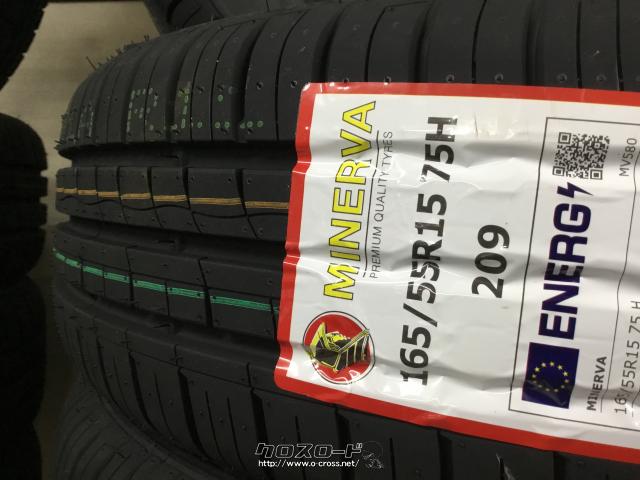 MINERVA
PREMIUM QUALITY TYRES
165/55R15 75H
209
ENERG
MINERVA
MV580
165/55R15 75 H
クロスロード
http://www.o-cross.net/